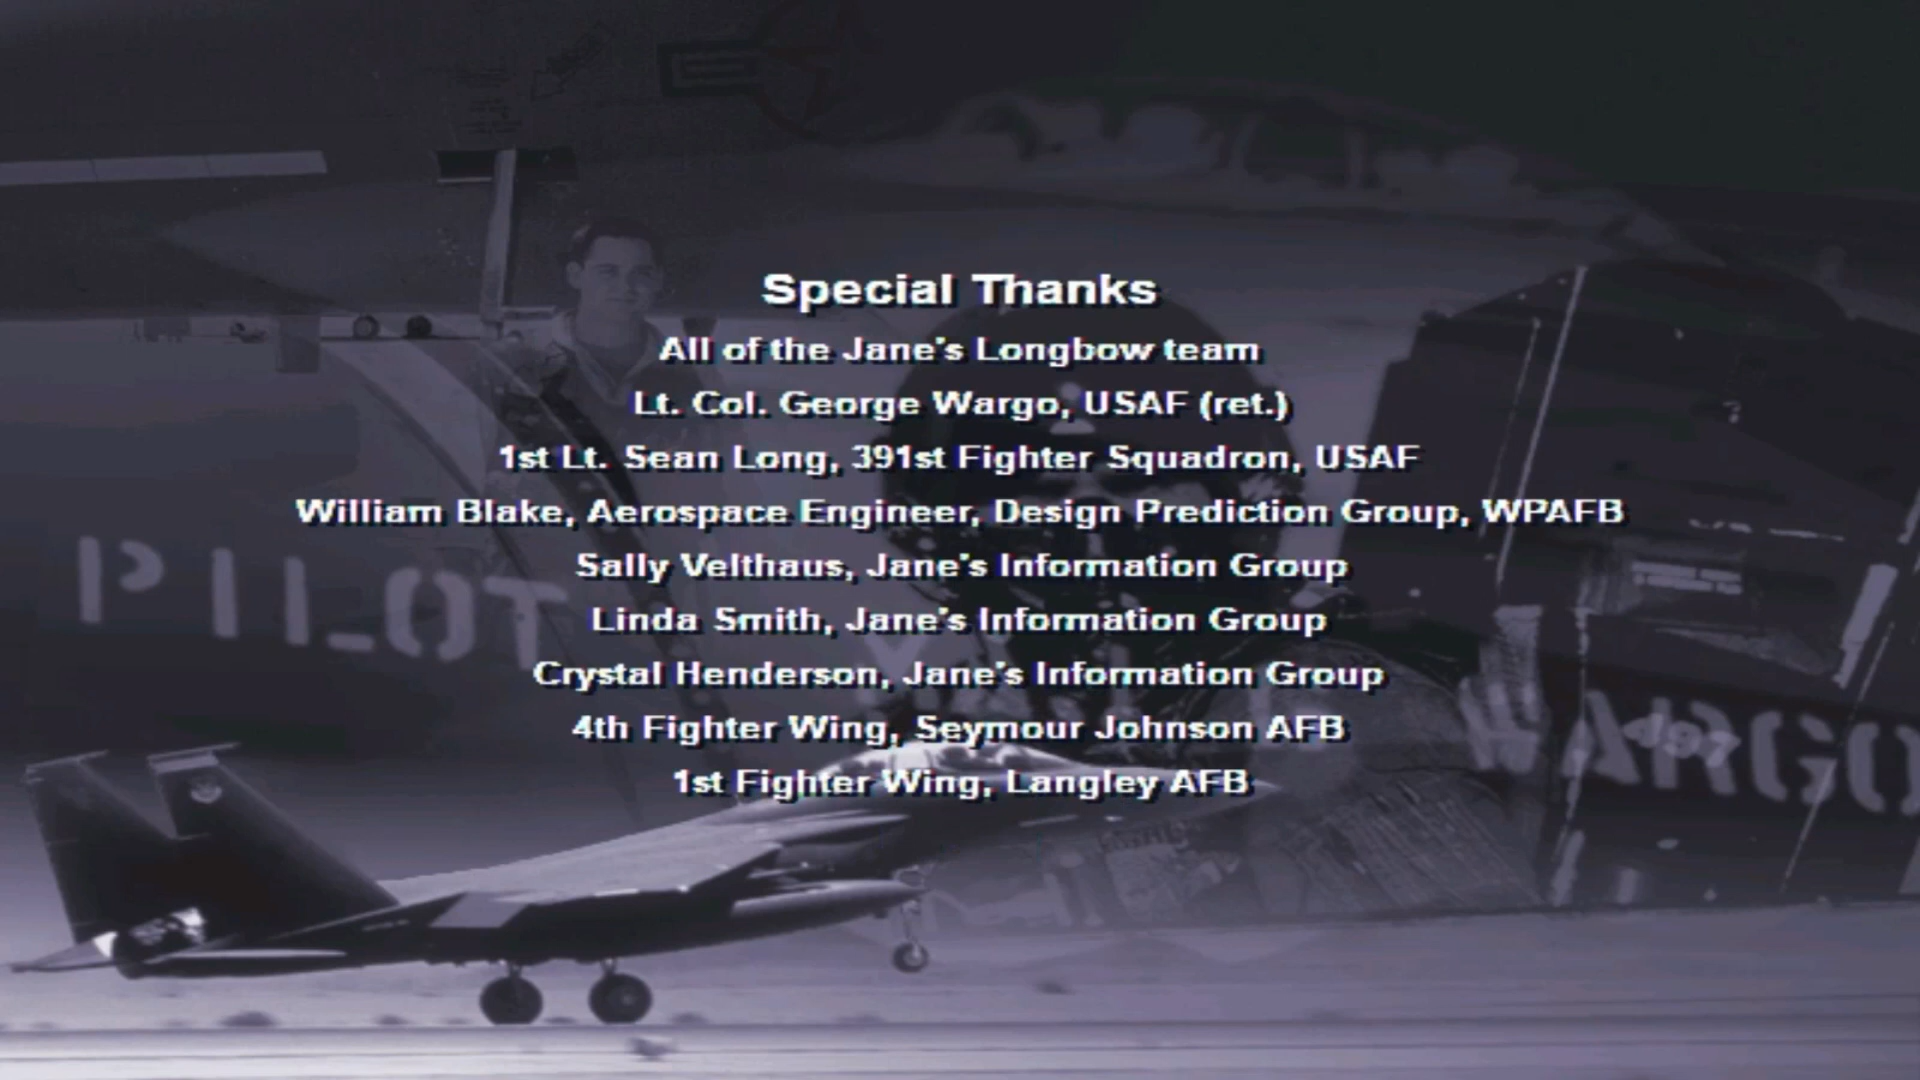 Special Thanks
All of the Jane's Longbow team
Lt. Col. George Wargo, USAF (ret.)
1st Lt. Sean Long, 391st Fighter Squadron, USAF
William Blake, Aerospace Engineer, Design Prediction Group, WPAFB
Sally Velthaus, Jane's Information Group
Linda Smith, Jane's Information Group
Crystal Henderson, Jane's Information Group
4th Fighter Wing, Seymour Johnson AFB
1st Fighter Wing, Langley AFB
PILOT
WARGO
497